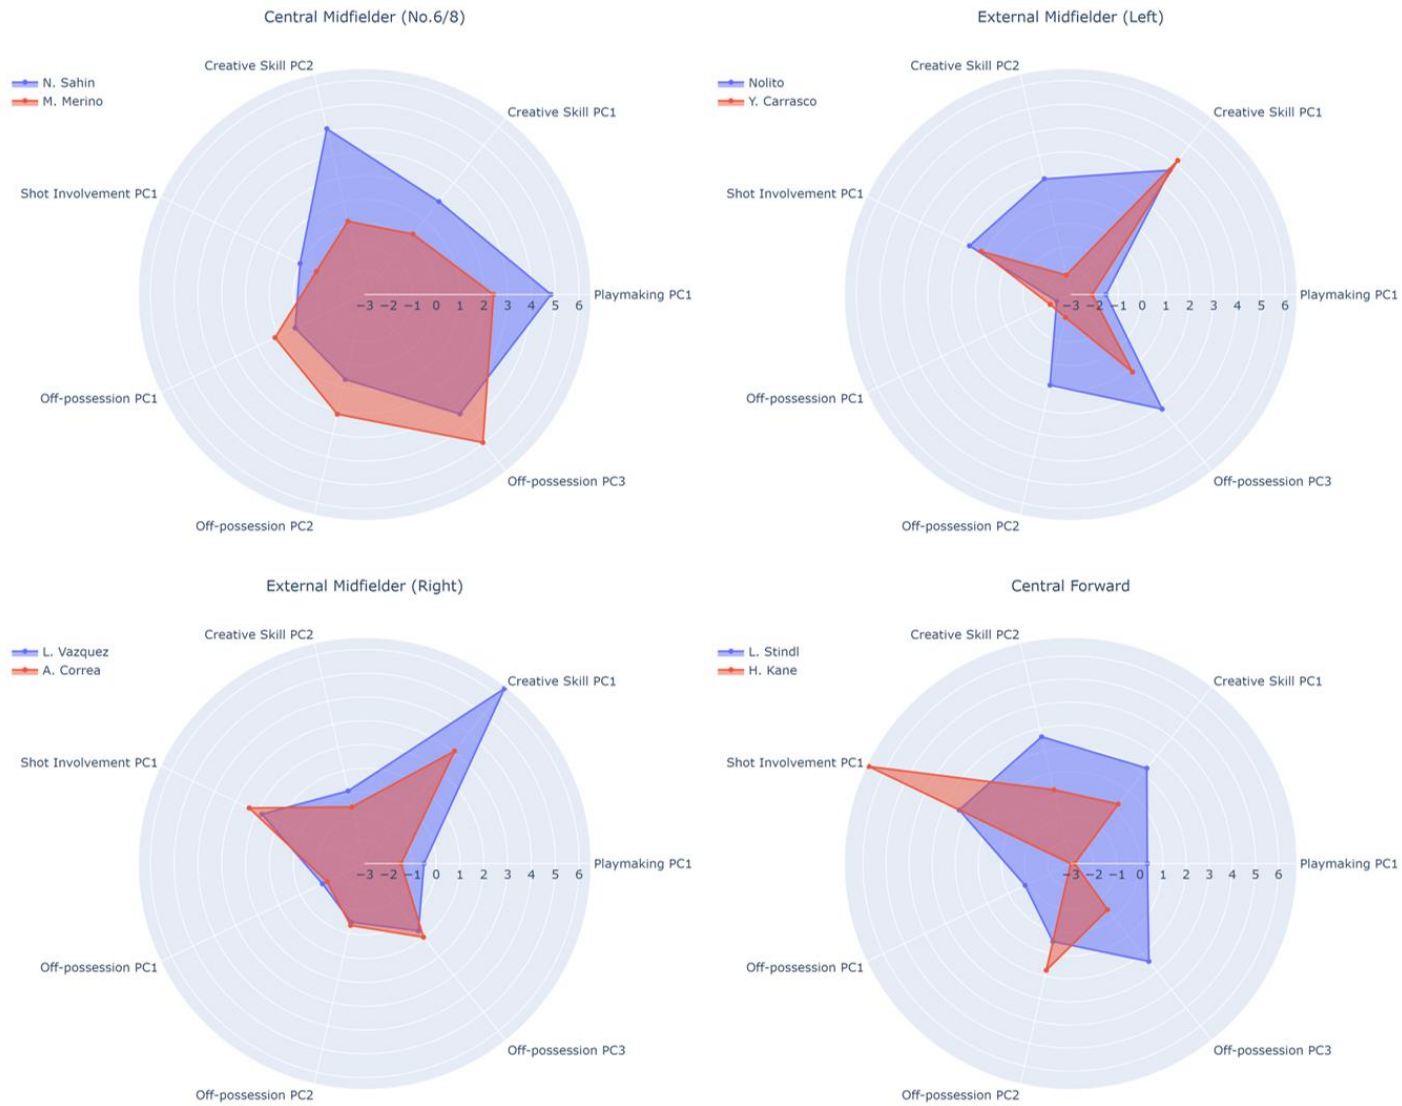 Central Midfielder (No.6/8)
N. Sahin
M. Merino
Creative Skill PC2
Creative Skill PC1
Shot Involvement PC1
Playmaking PC1
−3 −2 −1 0 1 2 3 4 5 6
Off-possession PC1
Off-possession PC3
Off-possession PC2
External Midfielder (Left)
Nolito
Y. Carrasco
Creative Skill PC2
Creative Skill PC1
Shot Involvement PC1
Playmaking PC1
−3 −2 −1 0 1 2 3 4 5 6
Off-possession PC1
Off-possession PC3
Off-possession PC2
External Midfielder (Right)
L. Vazquez
A. Correa
Creative Skill PC2
Creative Skill PC1
Shot Involvement PC1
Playmaking PC1
−3 −2 −1 0 1 2 3 4 5 6
Off-possession PC1
Off-possession PC3
Off-possession PC2
Central Forward
L. Stindl
H. Kane
Creative Skill PC2
Creative Skill PC1
Shot Involvement PC1
Playmaking PC1
−3 −2 −1 0 1 2 3 4 5 6
Off-possession PC1
Off-possession PC3
Off-possession PC2